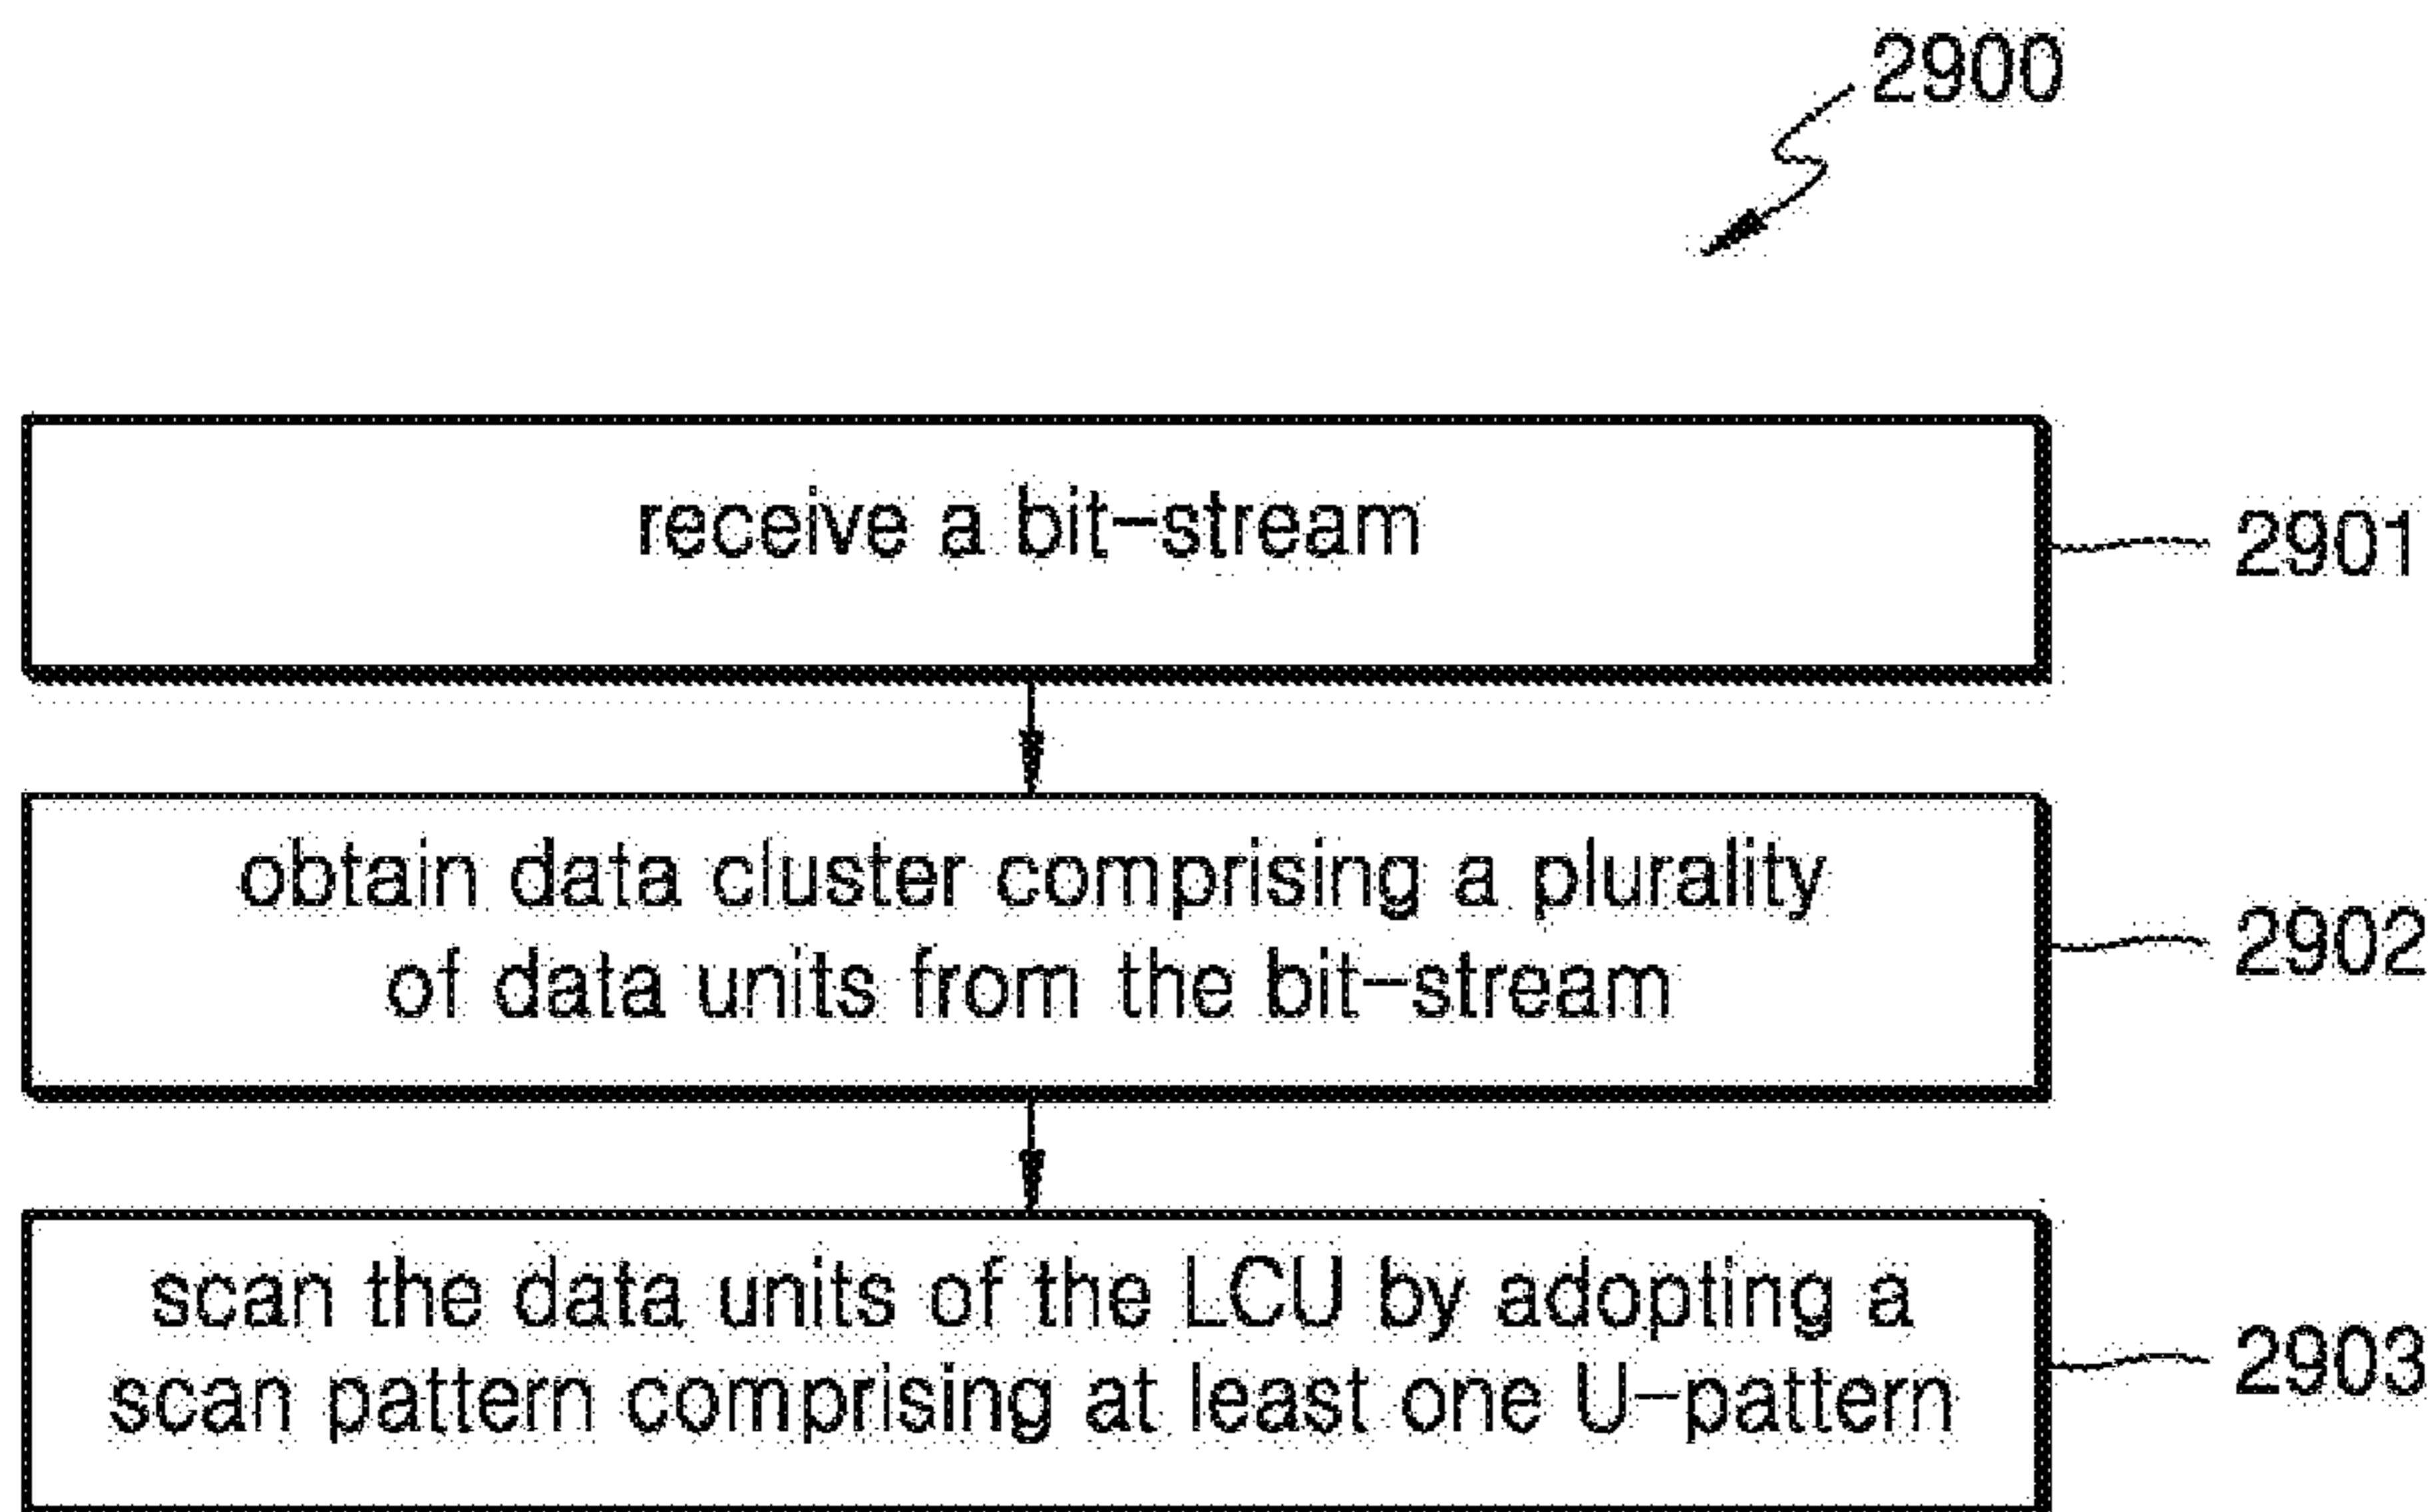 2900
receive a bit-stream
2901
obtain data cluster comprising a plurality
of data units from the bit-stream
2902
scan the data units of the LCU by adopting a
scan pattern comprising at least one U-pattern
2903